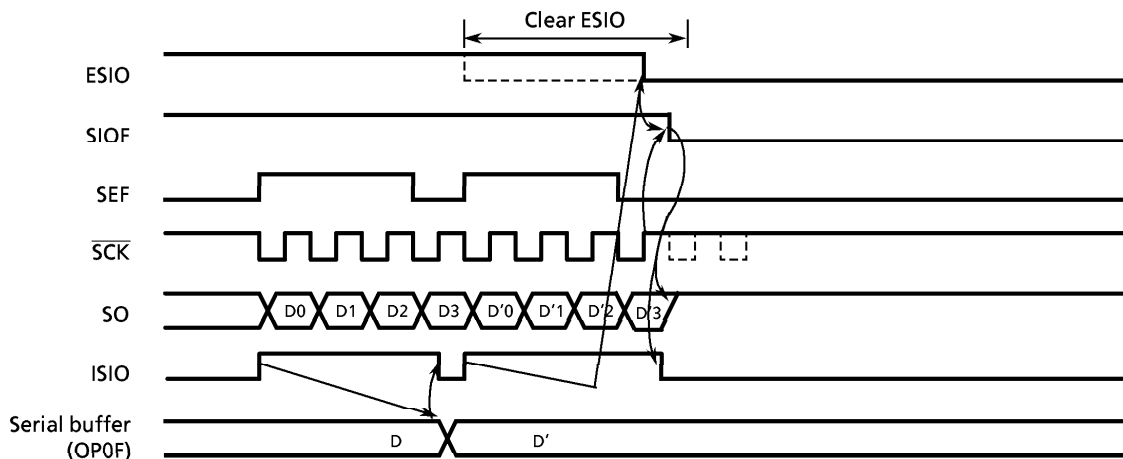 Clear ESIO
ESIO
SIOF
SEF
SCK
SO
D0 D1 D2 D3 D'0 D'1 D'2 D'3
ISIO
Serial buffer
(OP0F)
D D'